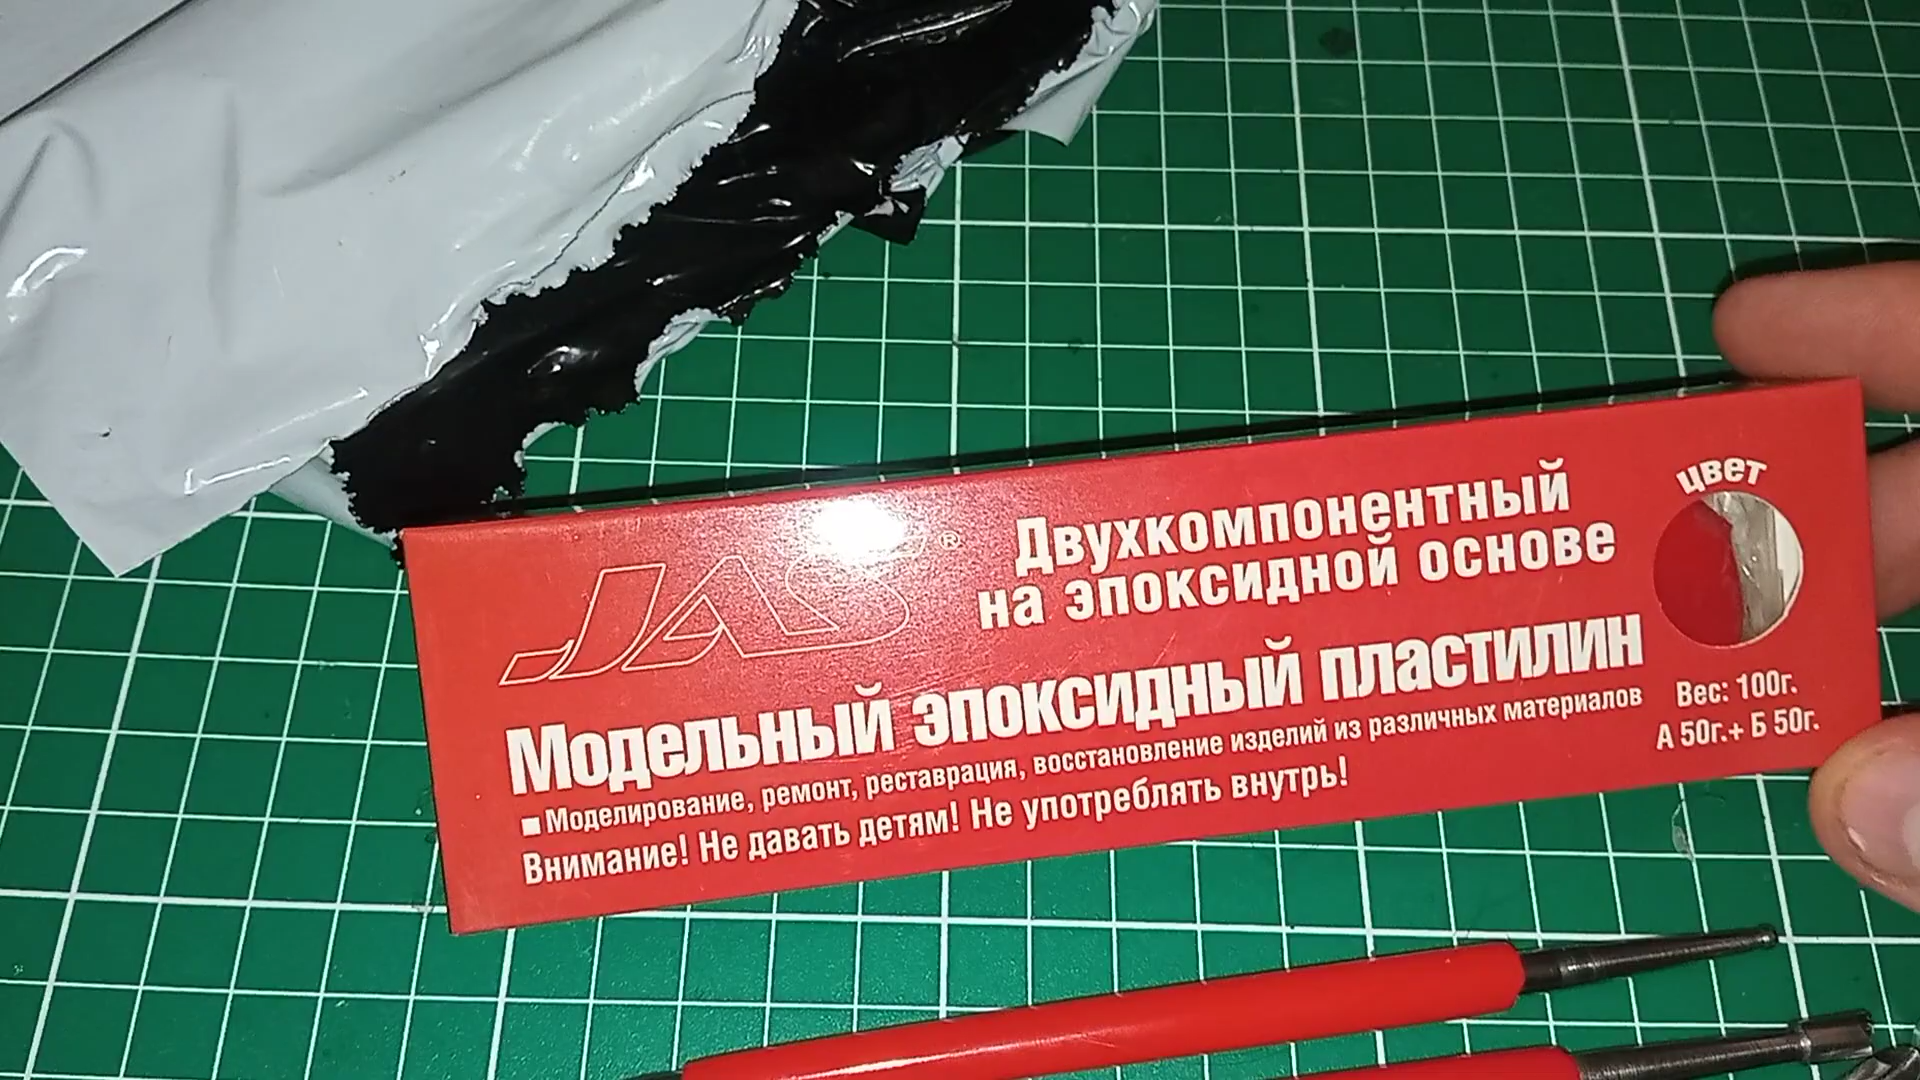 JAS®
Двухкомпонентный
на эпоксидной основе
цвет
Модельный эпоксидный пластилин
Моделирование, ремонт, реставрация, восстановление изделий из различных материалов
Внимание! Не давать детям! Не употреблять внутрь!
Вес: 100г.
А 50г.+ Б 50г.